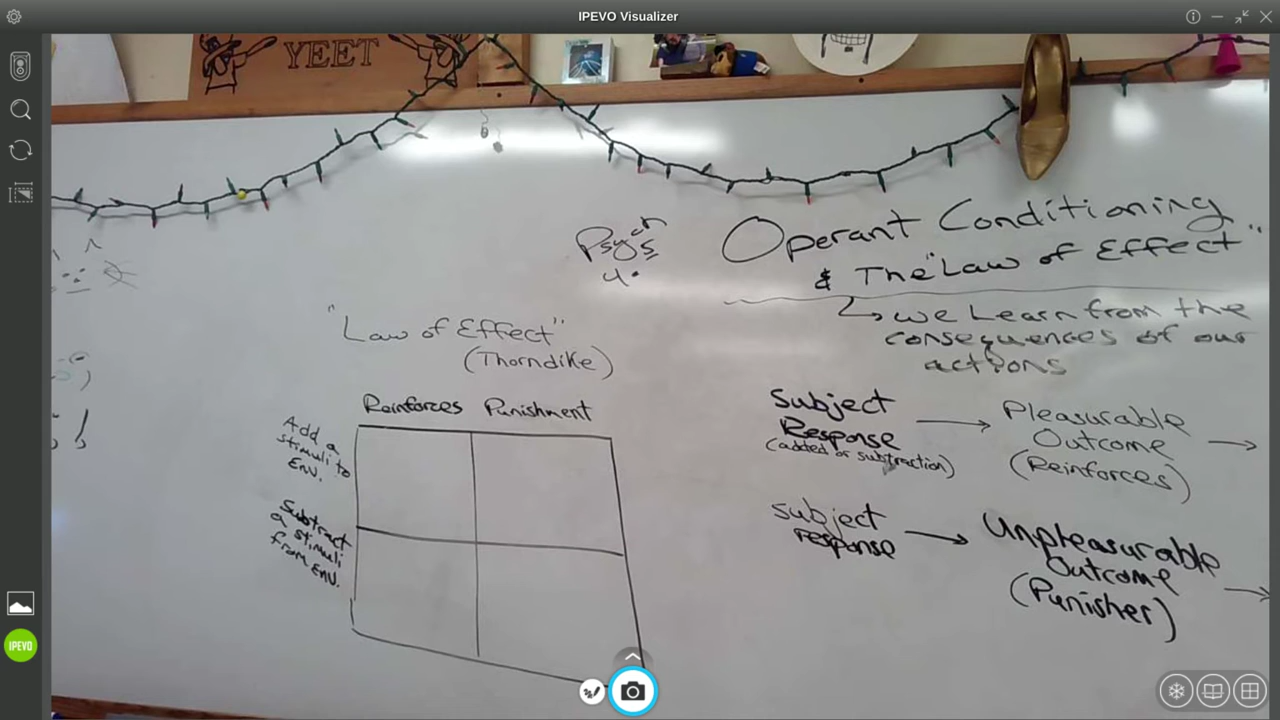 IPEVO Visualizer
YEET
Psych
5
4.
Operant Conditioning
& The "Law of Effect"
↳ we Learn from the
consequences of our
actions
"Law of Effect"
(Thorndike)
Reinforces Punishment
Add a
stimuli to
Env.
Subtract
a stimuli
from Env.
Subject
Response
(added or subtraction)
→ Pleasurable
Outcome
(Reinforces)
→
subject
response
→ Unpleasurable
Outcome
(Punisher)
→
IPEVO